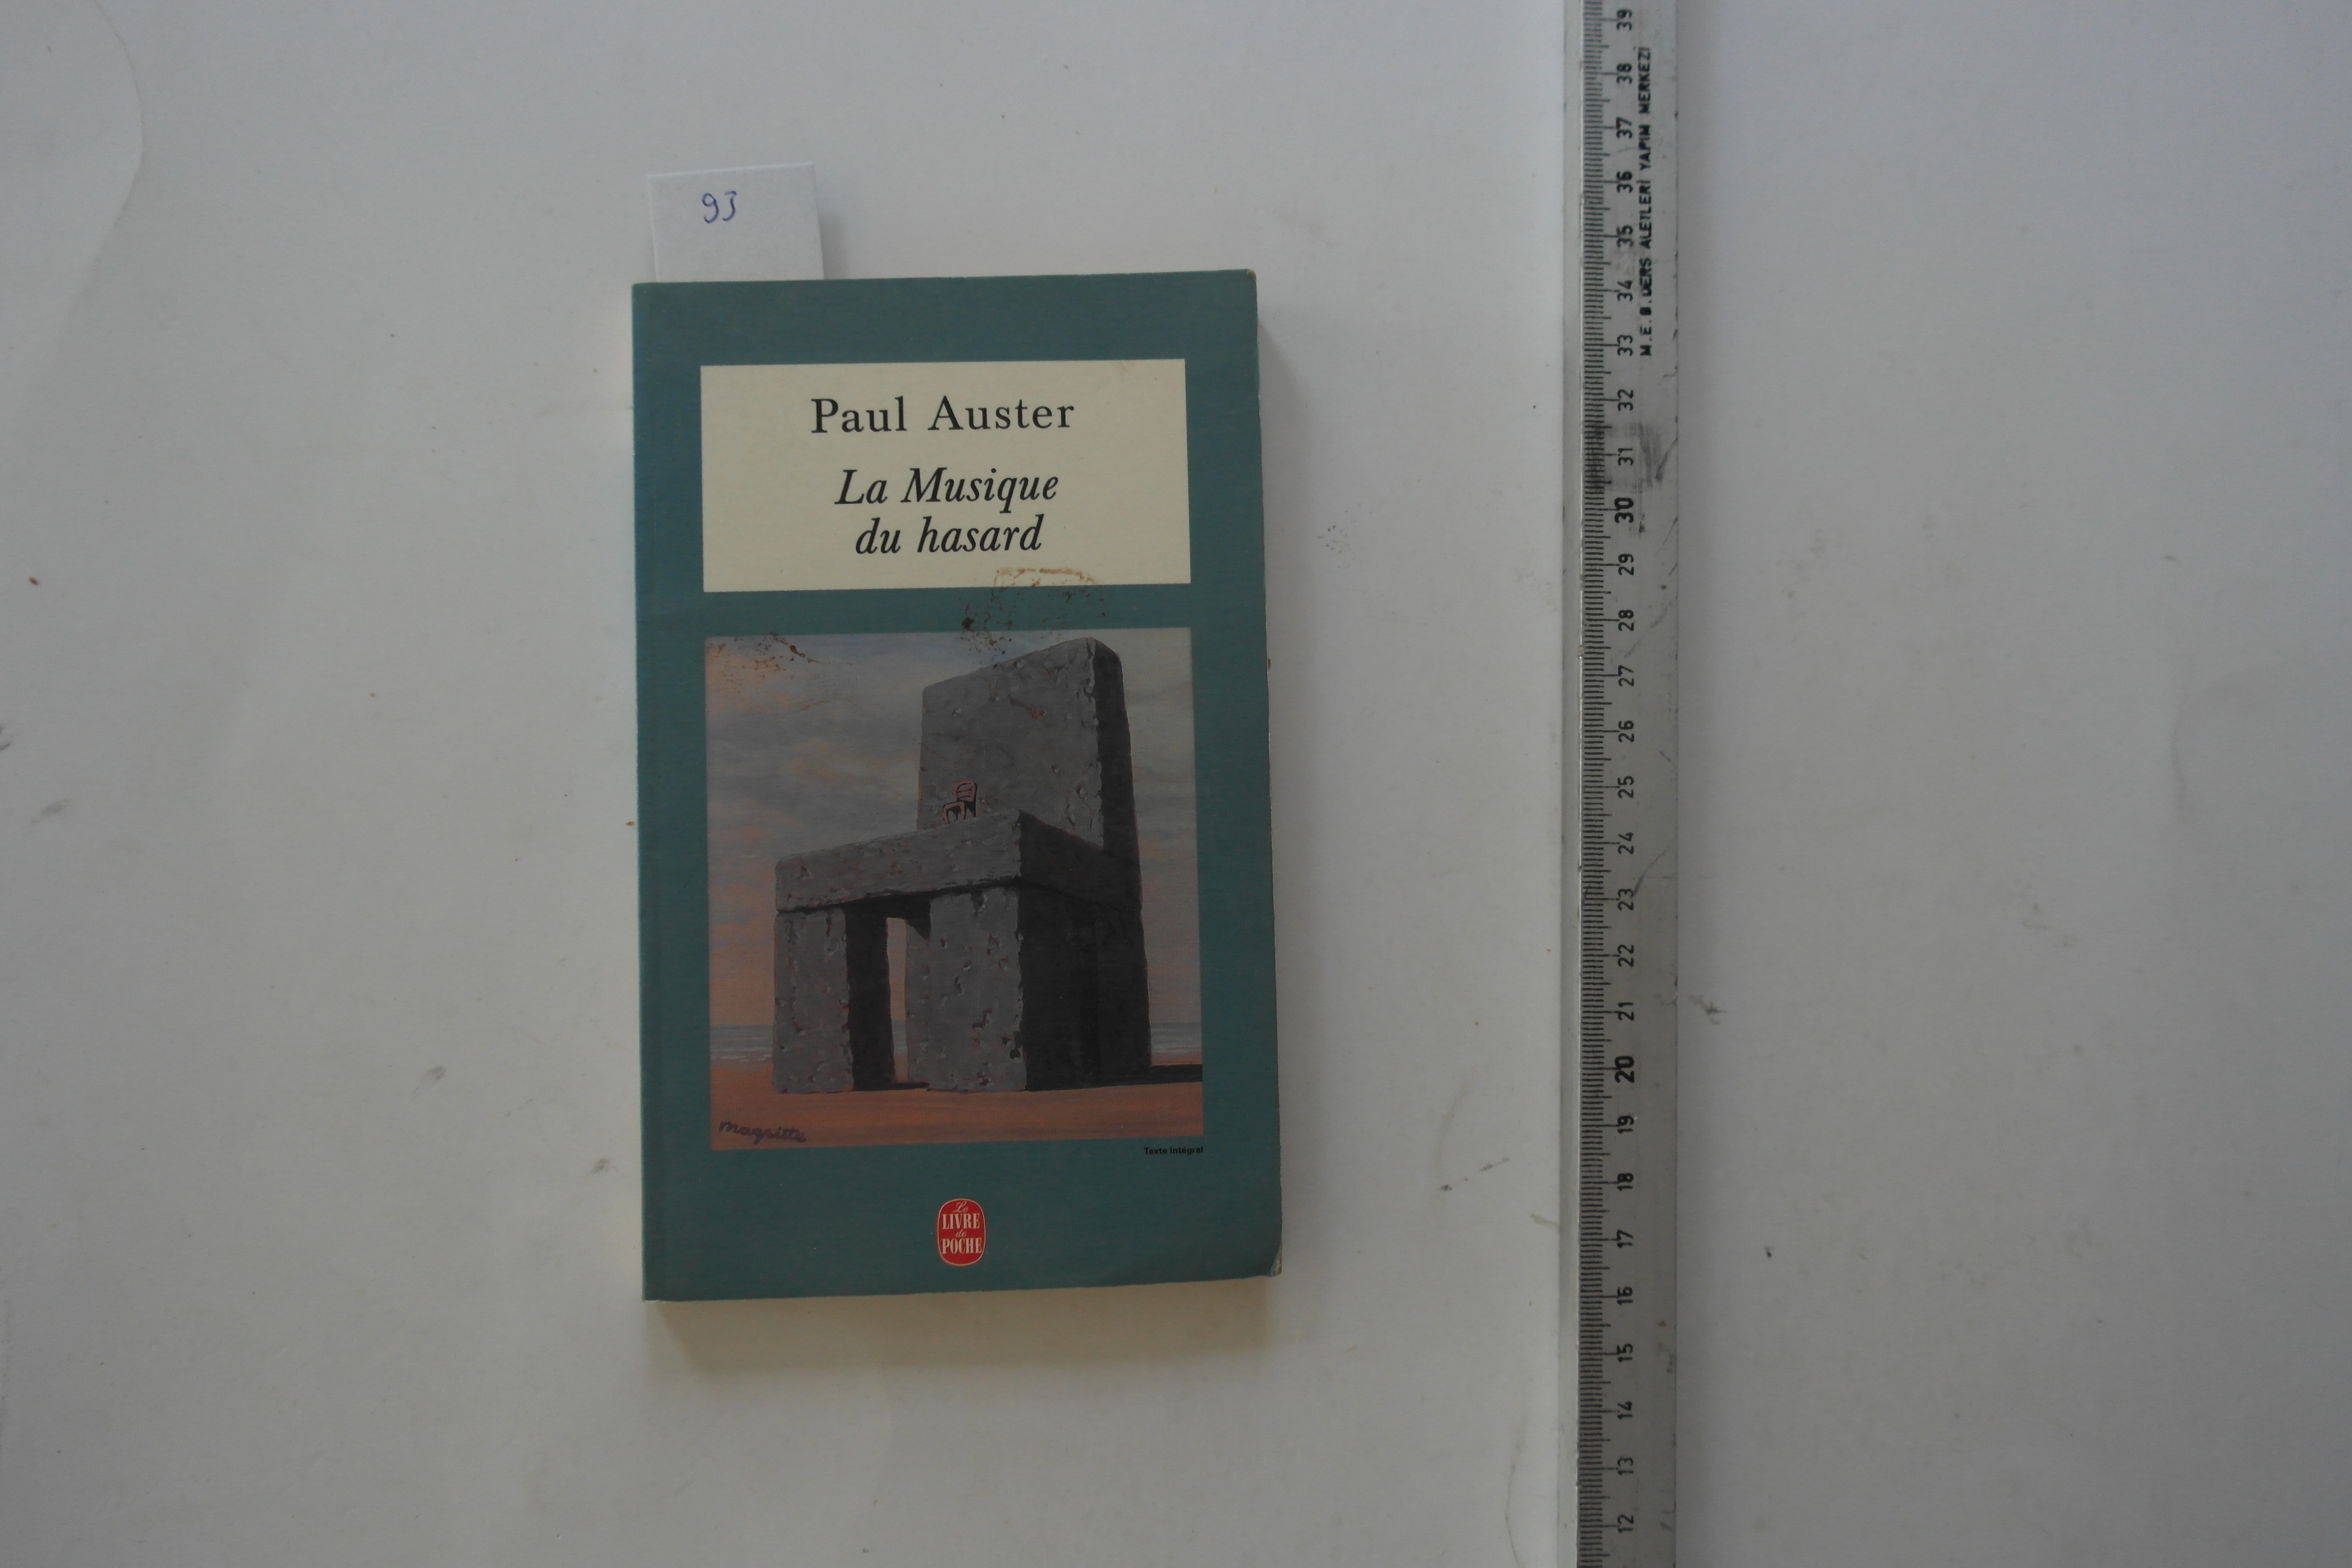 93
Paul Auster
La Musique
du hasard
magritte
Texte intégral
Le
LIVRE
de
POCHE
39
38
37
36
35
34
33
32
31
30
29
28
27
26
25
24
23
22
21
20
19
18
17
16
15
14
13
12
M.E.B. DERS ALETLERİ YAPIM MERKEZİ